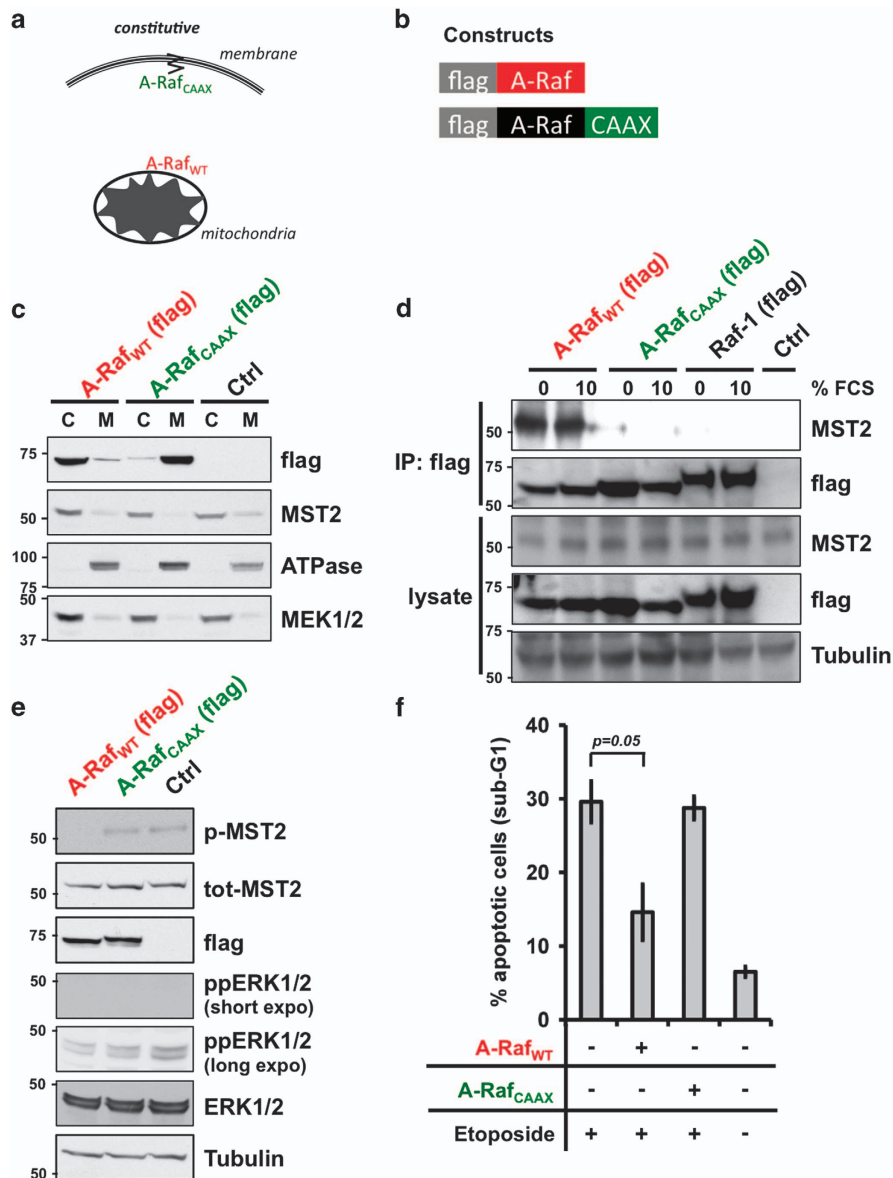 a
constitutive
membrane
A-RafCAAX
A-RafWT
mitochondria
b
Constructs
flag A-Raf
flag A-Raf CAAX
c
A-RafWT (flag)
A-RafCAAX (flag)
Ctrl
C M C M C M
75
flag
50
MST2
100
75
ATPase
50
37
MEK1/2
d
A-RafWT (flag)
A-RafCAAX (flag)
Raf-1 (flag)
Ctrl
0 10 0 10 0 10 % FCS
IP: flag
50
MST2
75
flag
lysate
50
MST2
75
flag
75
50
Tubulin
e
A-RafWT (flag)
A-RafCAAX (flag)
Ctrl
50
p-MST2
50
tot-MST2
75
flag
50
ppERK1/2
(short expo)
50
ppERK1/2
(long expo)
50
ERK1/2
50
Tubulin
f
% apoptotic cells (sub-G1)
40
30
20
10
0
p=0.05
A-RafWT - + - -
A-RafCAAX - - + -
Etoposide + + + -